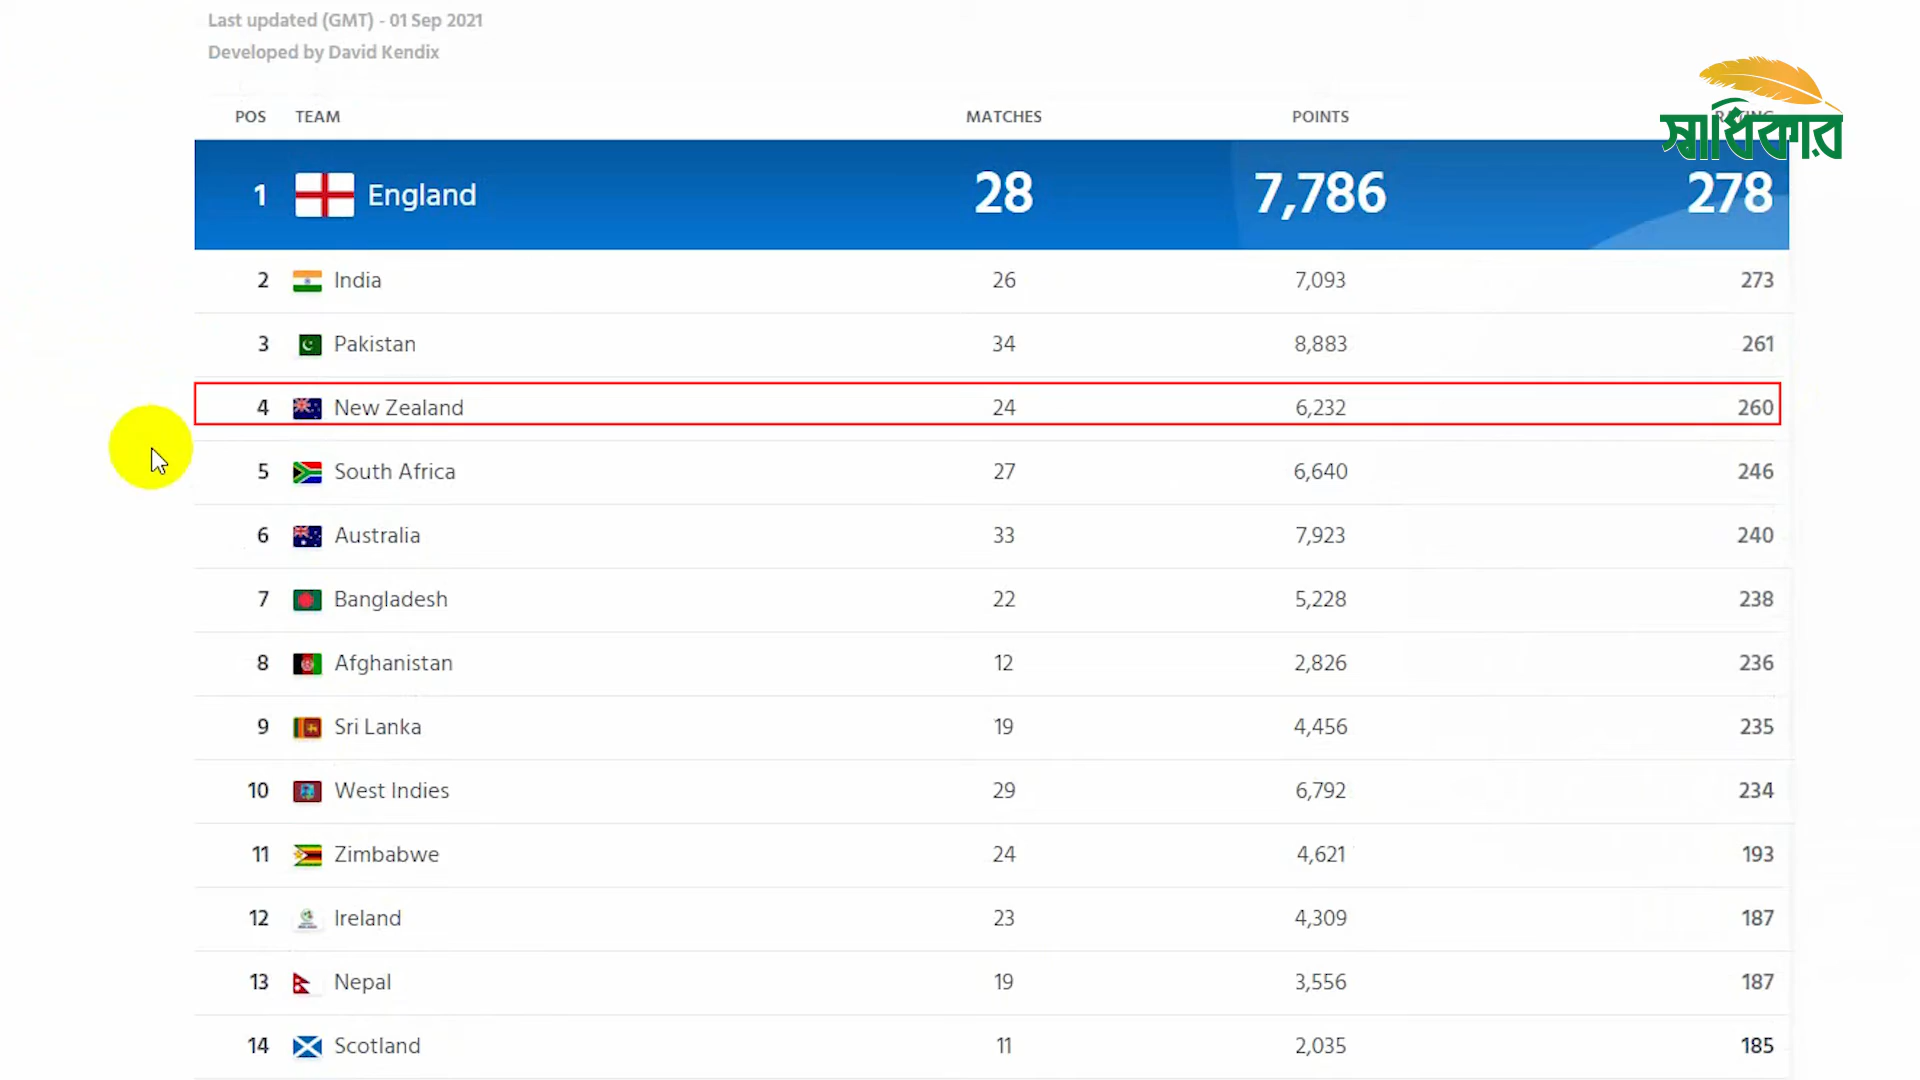 Last updated (GMT) - 01 Sep 2021
Developed by David Kendix
POS TEAM MATCHES POINTS RATING
স্বাধিকার
1 England 28 7,786 278
2 India 26 7,093 273
3 Pakistan 34 8,883 261
4 New Zealand 24 6,232 260
5 South Africa 27 6,640 246
6 Australia 33 7,923 240
7 Bangladesh 22 5,228 238
8 Afghanistan 12 2,826 236
9 Sri Lanka 19 4,456 235
10 West Indies 29 6,792 234
11 Zimbabwe 24 4,621 193
12 Ireland 23 4,309 187
13 Nepal 19 3,556 187
14 Scotland 11 2,035 185